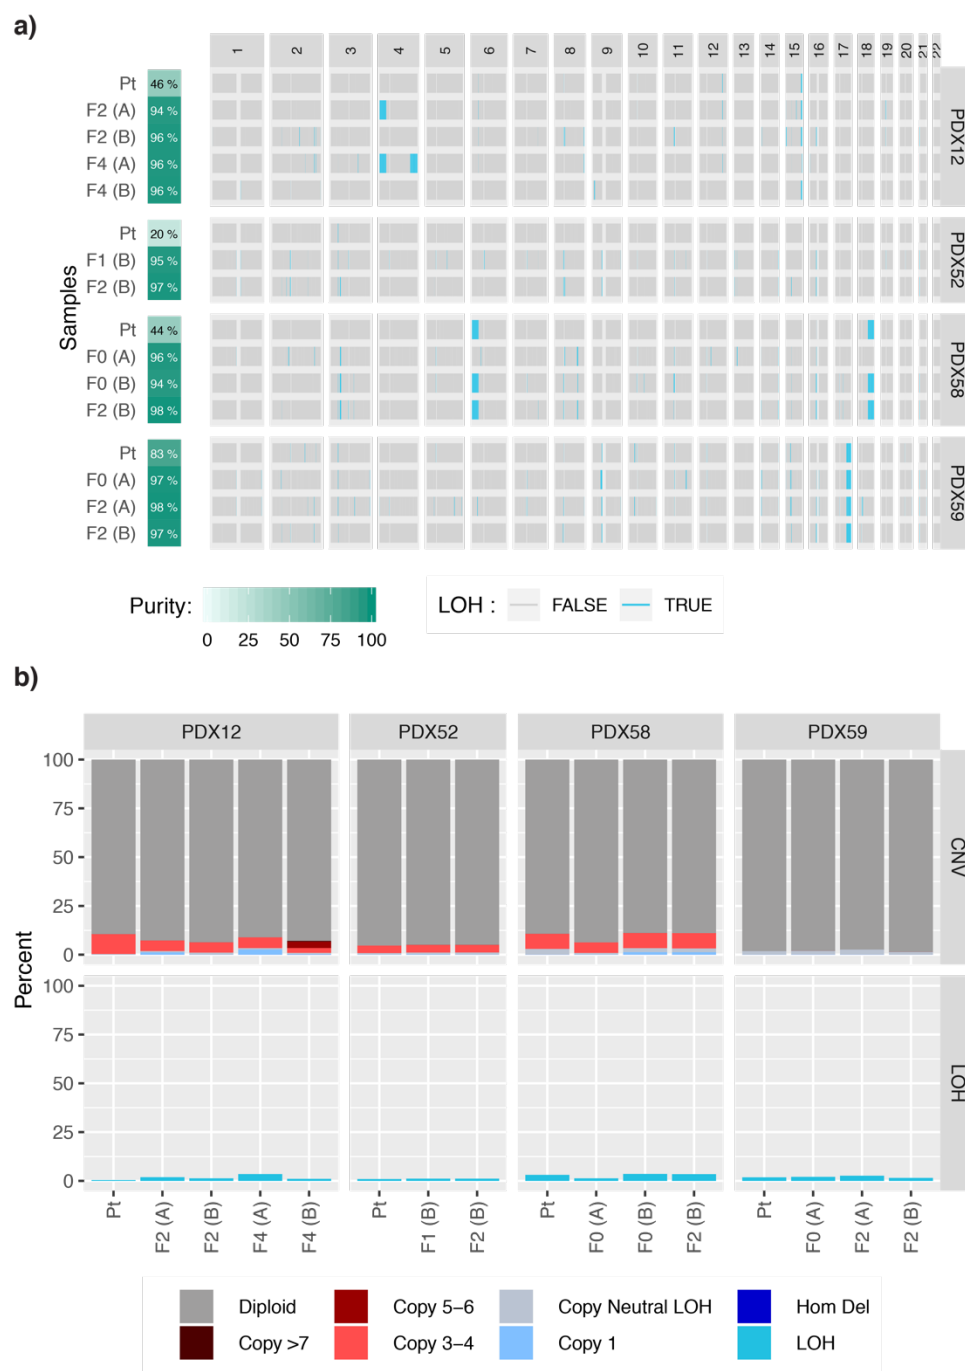 a)
1 2 3 4 5 6 7 8 9 10 11 12 13 14 15 16 17 18 19 20 21 22
Pt 46 %
F2 (A) 94 %
F2 (B) 96 %
F4 (A) 96 %
F4 (B) 96 %
PDX12
Pt 20 %
F1 (B) 95 %
F2 (B) 97 %
PDX52
Samples
Pt 44 %
F0 (A) 96 %
F0 (B) 94 %
F2 (B) 98 %
PDX58
Pt 83 %
F0 (A) 97 %
F2 (A) 98 %
F2 (B) 97 %
PDX59
Purity:
0 25 50 75 100
LOH : FALSE TRUE
b)
PDX12 PDX52 PDX58 PDX59
100
75
50
25
0
CNV
Percent
100
75
50
25
0
LOH
Pt F2 (A) F2 (B) F4 (A) F4 (B) Pt F1 (B) F2 (B) Pt F0 (A) F0 (B) F2 (B) Pt F0 (A) F2 (A) F2 (B)
Diploid Copy 5−6 Copy Neutral LOH Hom Del
Copy >7 Copy 3−4 Copy 1 LOH